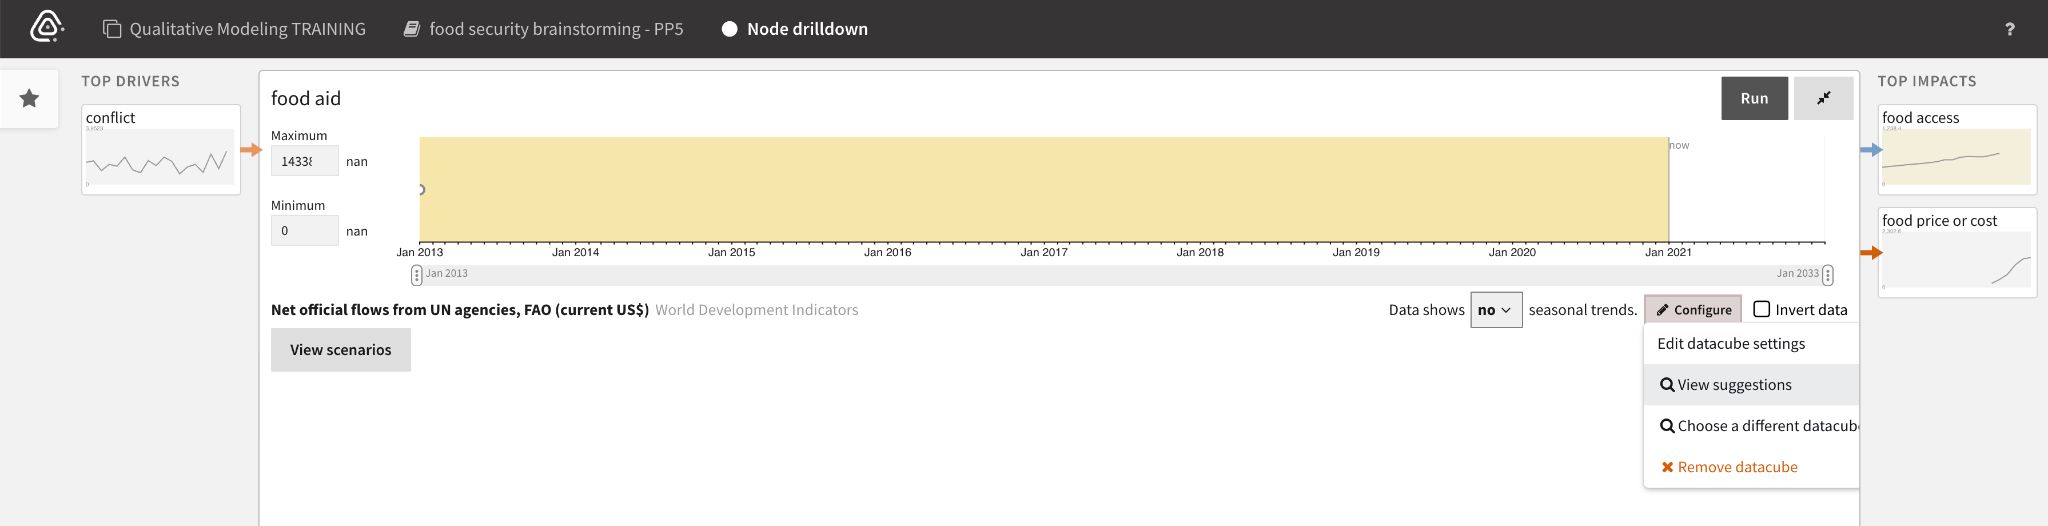 Qualitative Modeling TRAINING
food security brainstorming - PP5
Node drilldown
?
TOP DRIVERS
conflict
0
food aid
Run
Maximum
nan
Minimum
0
nan
now
Jan 2013 Jan 2014 Jan 2015 Jan 2016 Jan 2017 Jan 2018 Jan 2019 Jan 2020 Jan 2021
Jan 2013 Jan 2033
Net official flows from UN agencies, FAO (current US$) World Development Indicators
Data shows no seasonal trends. Configure Invert data
View scenarios
Edit datacube settings
View suggestions
Choose a different datacub
Remove datacube
TOP IMPACTS
food access
0
food price or cost
0